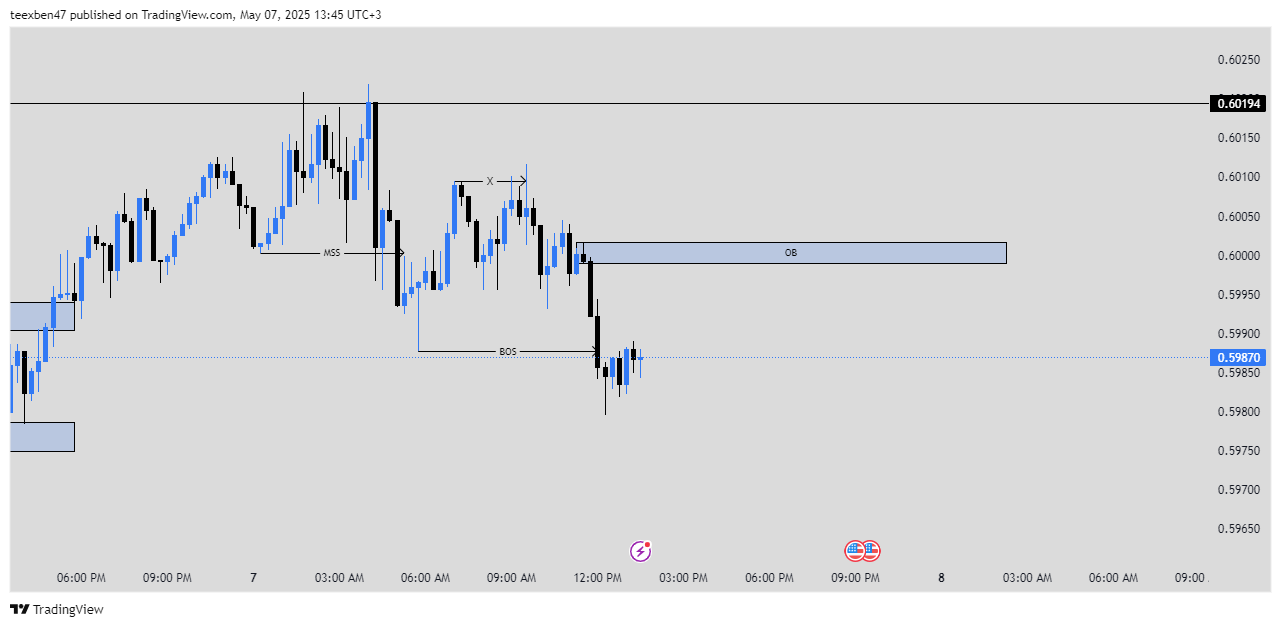 teexben47 published on TradingView.com, May 07, 2025 13:45 UTC+3
0.60250
0.60194
0.60150
X
0.60100
0.60050
MSS
OB
0.60000
0.59950
0.59900
BOS
0.59870
0.59850
0.59800
0.59750
0.59700
0.59650
06:00 PM 09:00 PM 7 03:00 AM 06:00 AM 09:00 AM 12:00 PM 03:00 PM 06:00 PM 09:00 PM 8 03:00 AM 06:00 AM 09:00
TradingView